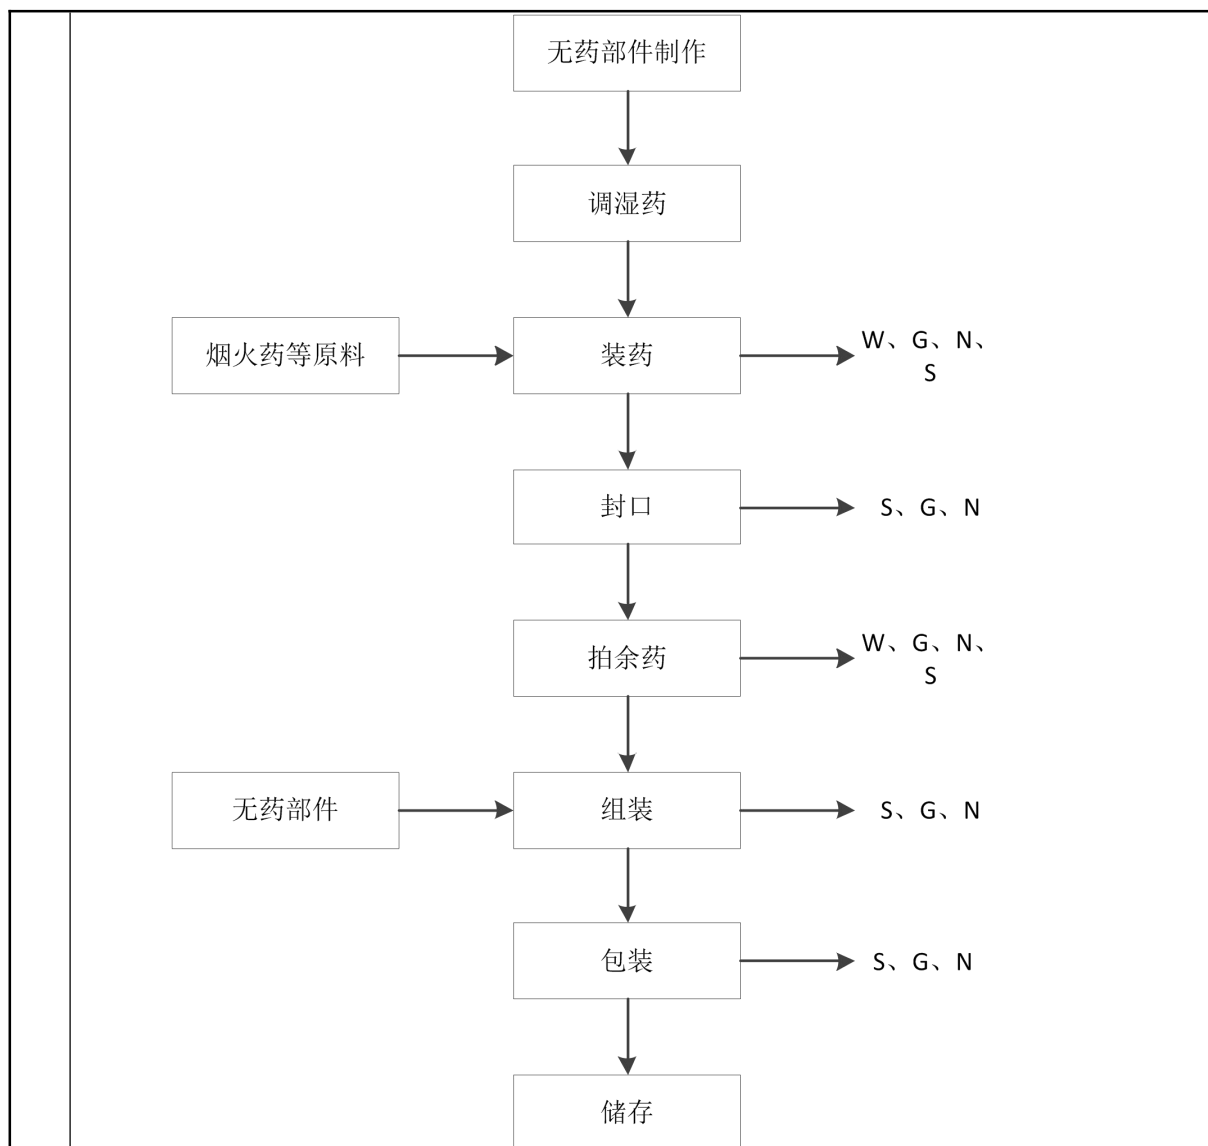 无药部件制作
调湿药
烟火药等原料
装药
W、G、N、
S
封口
S、G、N
拍余药
W、G、N、
S
无药部件
组装
S、G、N
包装
S、G、N
储存